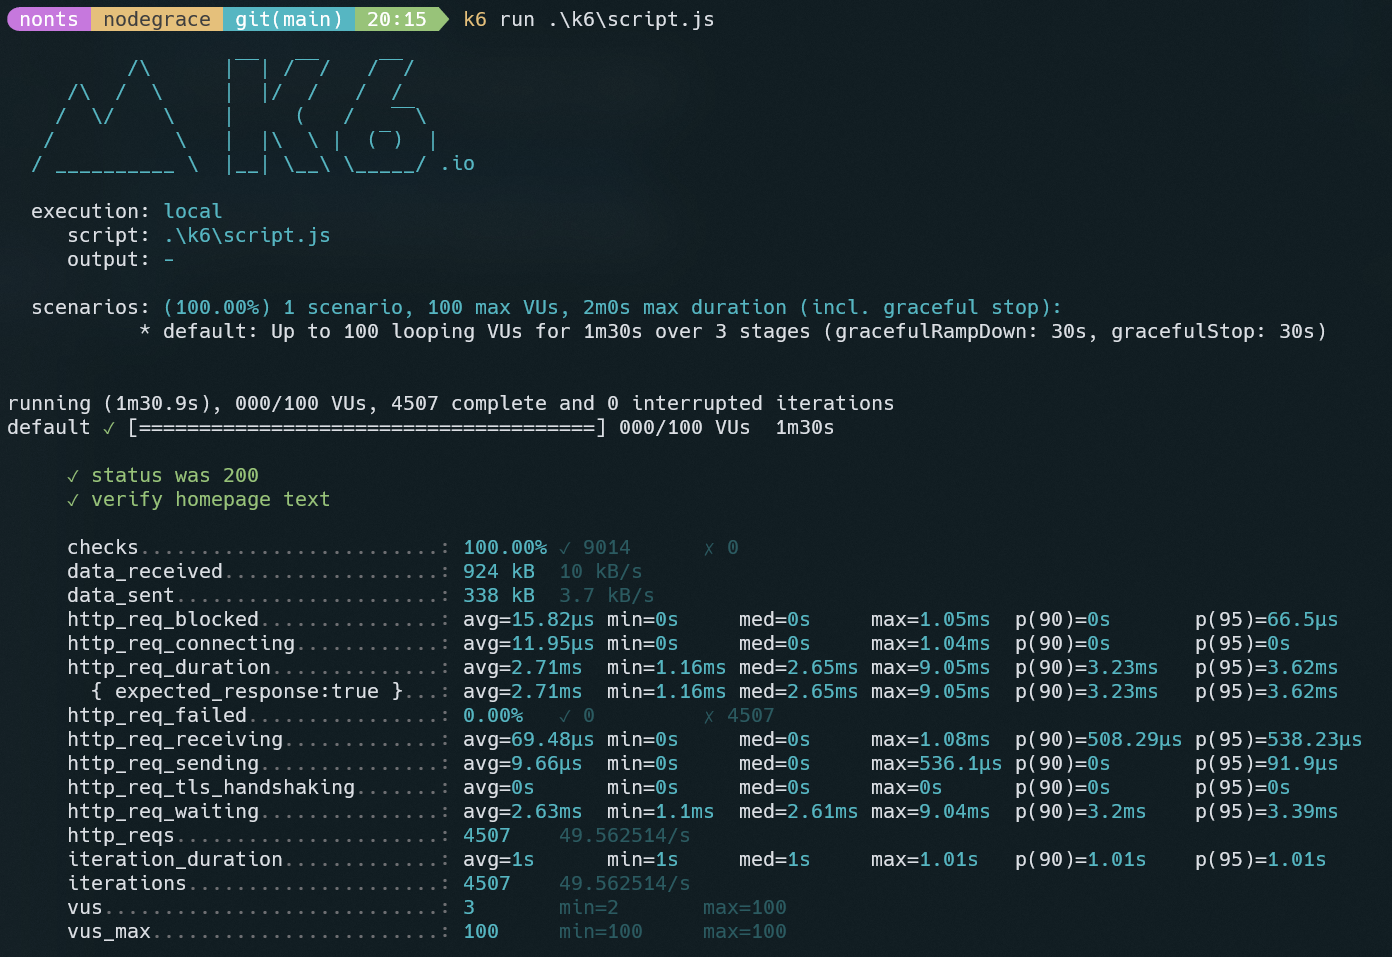 nonts nodegrace git(main) 20:15 k6 run .\k6\script.js
.io
execution: local
script: .\k6\script.js
output: -
scenarios: (100.00%) 1 scenario, 100 max VUs, 2m0s max duration (incl. graceful stop):
* default: Up to 100 looping VUs for 1m30s over 3 stages (gracefulRampDown: 30s, gracefulStop: 30s)
running (1m30.9s), 000/100 VUs, 4507 complete and 0 interrupted iterations
default ✓ [======================================] 000/100 VUs  1m30s
✓ status was 200
✓ verify homepage text
checks.........................: 100.00% ✓ 9014      ✗ 0
data_received..................: 924 kB  10 kB/s
data_sent......................: 338 kB  3.7 kB/s
http_req_blocked...............: avg=15.82µs min=0s     med=0s     max=1.05ms  p(90)=0s       p(95)=66.5µs
http_req_connecting............: avg=11.95µs min=0s     med=0s     max=1.04ms  p(90)=0s       p(95)=0s
http_req_duration..............: avg=2.71ms  min=1.16ms med=2.65ms max=9.05ms  p(90)=3.23ms   p(95)=3.62ms
{ expected_response:true }...: avg=2.71ms  min=1.16ms med=2.65ms max=9.05ms  p(90)=3.23ms   p(95)=3.62ms
http_req_failed................: 0.00%   ✓ 0         ✗ 4507
http_req_receiving.............: avg=69.48µs min=0s     med=0s     max=1.08ms  p(90)=508.29µs p(95)=538.23µs
http_req_sending...............: avg=9.66µs  min=0s     med=0s     max=536.1µs p(90)=0s       p(95)=91.9µs
http_req_tls_handshaking.......: avg=0s      min=0s     med=0s     max=0s      p(90)=0s       p(95)=0s
http_req_waiting...............: avg=2.63ms  min=1.1ms  med=2.61ms max=9.04ms  p(90)=3.2ms    p(95)=3.39ms
http_reqs......................: 4507    49.562514/s
iteration_duration.............: avg=1s      min=1s     med=1s     max=1.01s   p(90)=1.01s    p(95)=1.01s
iterations.....................: 4507    49.562514/s
vus............................: 3       min=2       max=100
vus_max........................: 100     min=100     max=100